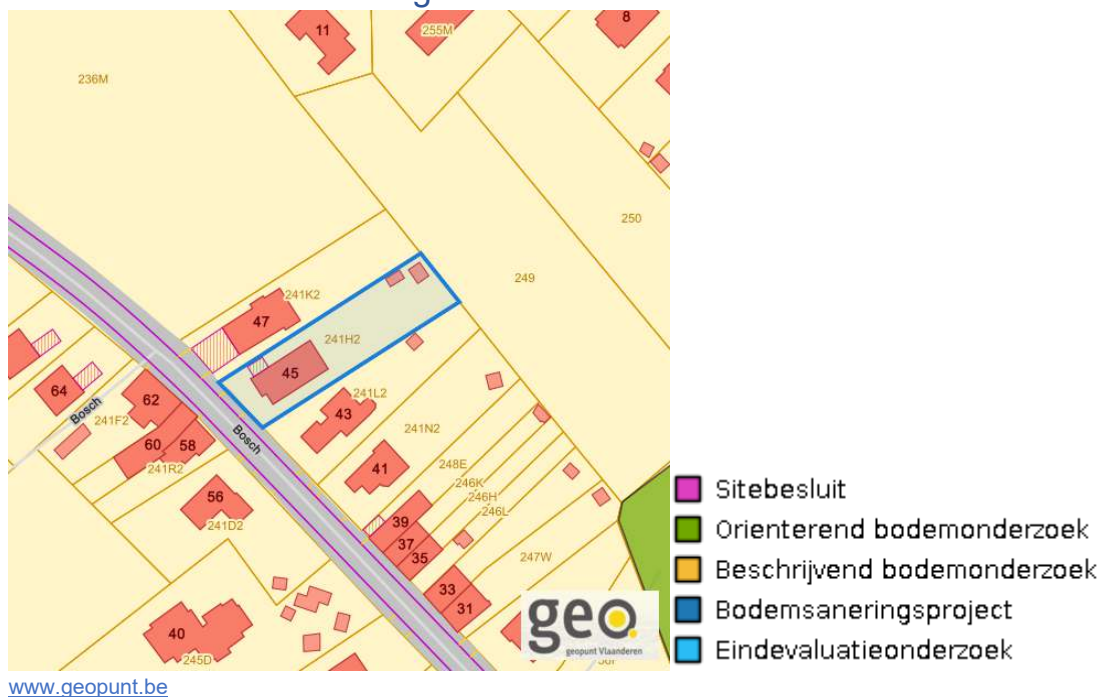 11
255M
8
236M
250
249
241K2
47
241H2
45
64
Bosch
62
241F2
60
58
241R2
Bosch
241L2
43
241N2
41
248E
246K
246H
246L
56
241D2
39
37
35
247W
33
31
40
245D
geo
geopunt Vlaanderen
Sitebesluit
Orienterend bodemonderzoek
Beschrijvend bodemonderzoek
Bodemsaneringsproject
Eindevaluatieonderzoek
www.geopunt.be